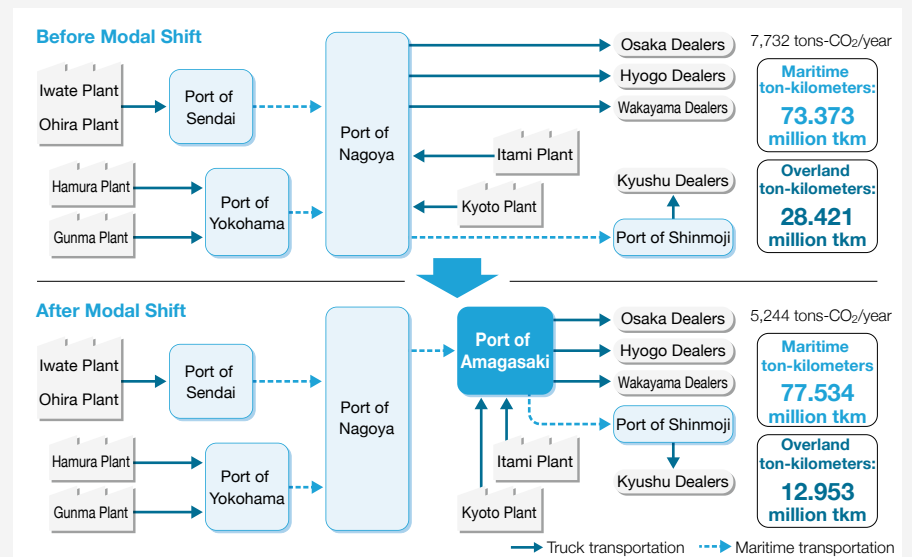 Before Modal Shift
Iwate Plant
Ohira Plant
Port of
Sendai
Hamura Plant
Gunma Plant
Port of
Yokohama
Port of
Nagoya
Osaka Dealers
Hyogo Dealers
Wakayama Dealers
Itami Plant
Kyoto Plant
Kyushu Dealers
Port of Shinmoji
7,732 tons-CO₂/year
Maritime
ton-kilometers:
73.373
million tkm
Overland
ton-kilometers:
28.421
million tkm
After Modal Shift
Iwate Plant
Ohira Plant
Port of
Sendai
Hamura Plant
Gunma Plant
Port of
Yokohama
Port of
Nagoya
Port of
Amagasaki
Osaka Dealers
Hyogo Dealers
Wakayama Dealers
Port of Shinmoji
Itami Plant
Kyoto Plant
Kyushu Dealers
5,244 tons-CO₂/year
Maritime
ton-kilometers
77.534
million tkm
Overland
ton-kilometers:
12.953
million tkm
Truck transportation
Maritime transportation